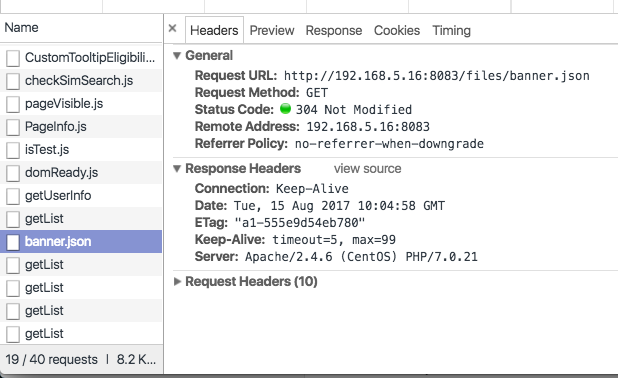 Name
× Headers Preview Response Cookies Timing
CustomTooltipEligibili...
checkSimSearch.js
pageVisible.js
PageInfo.js
isTest.js
domReady.js
getUserInfo
getList
banner.json
getList
getList
getList
getList
19 / 40 requests | 8.2 K...
▼ General
Request URL: http://192.168.5.16:8083/files/banner.json
Request Method: GET
Status Code: 304 Not Modified
Remote Address: 192.168.5.16:8083
Referrer Policy: no-referrer-when-downgrade
▼ Response Headers view source
Connection: Keep-Alive
Date: Tue, 15 Aug 2017 10:04:58 GMT
ETag: "a1-555e9d54eb780"
Keep-Alive: timeout=5, max=99
Server: Apache/2.4.6 (CentOS) PHP/7.0.21
▶ Request Headers (10)